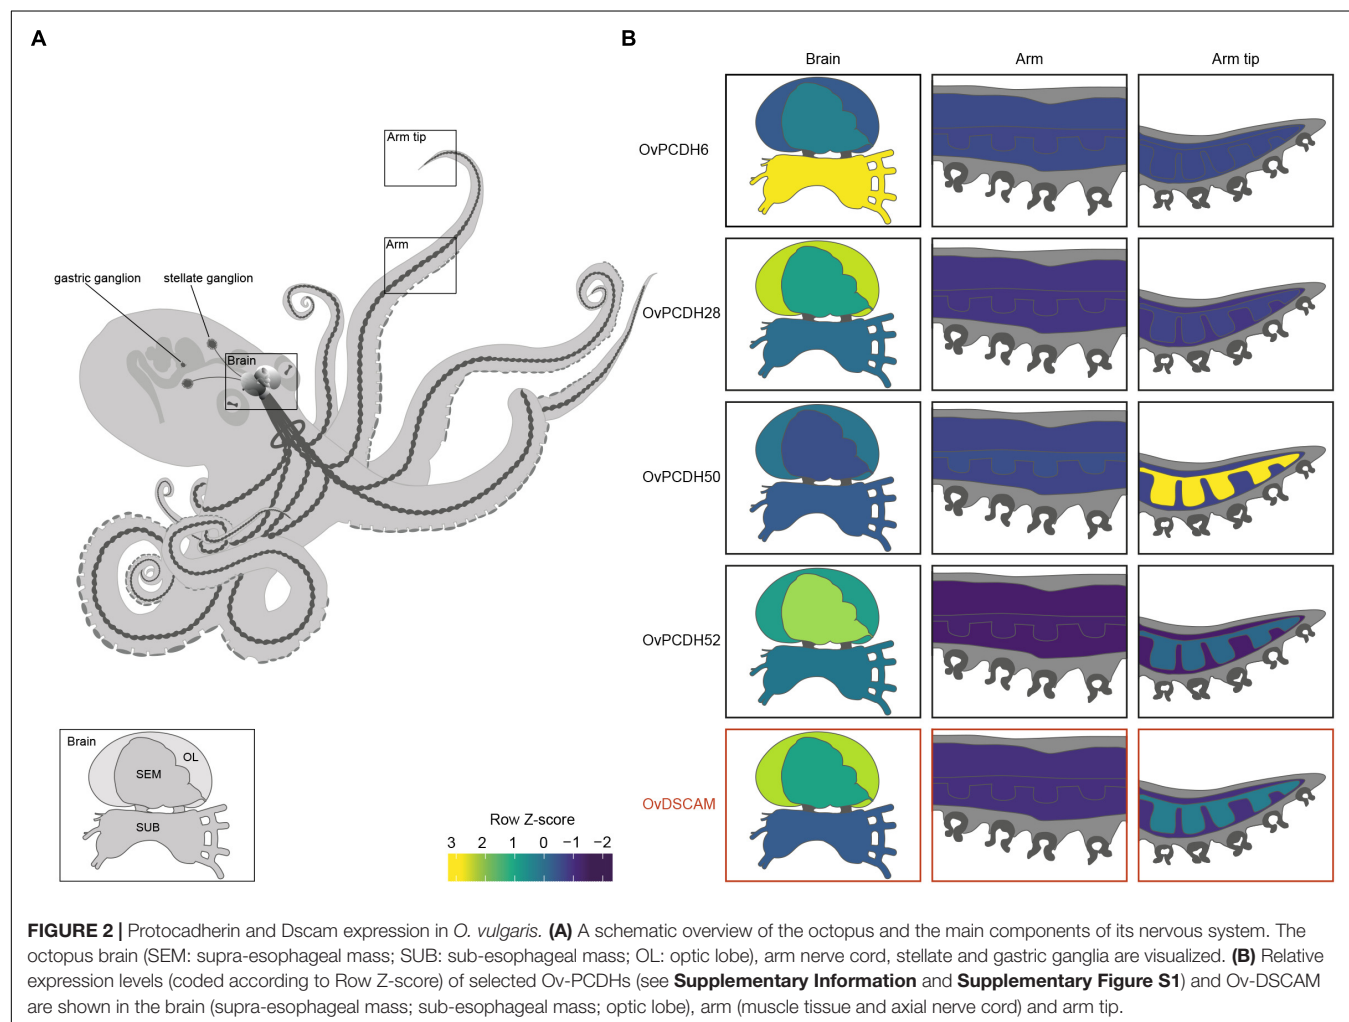 A
B
Brain
Arm
Arm tip
Arm tip
OvPCDH6
Arm
gastric ganglion
stellate ganglion
OvPCDH28
Brain
OvPCDH50
OvPCDH52
Brain
OL
SEM
SUB
OvDSCAM
Row Z-score
3 2 1 0 −1 −2
FIGURE 2 | Protocadherin and Dscam expression in O. vulgaris. (A) A schematic overview of the octopus and the main components of its nervous system. The
octopus brain (SEM: supra-esophageal mass; SUB: sub-esophageal mass; OL: optic lobe), arm nerve cord, stellate and gastric ganglia are visualized. (B) Relative
expression levels (coded according to Row Z-score) of selected Ov-PCDHs (see Supplementary Information and Supplementary Figure S1) and Ov-DSCAM
are shown in the brain (supra-esophageal mass; sub-esophageal mass; optic lobe), arm (muscle tissue and axial nerve cord) and arm tip.